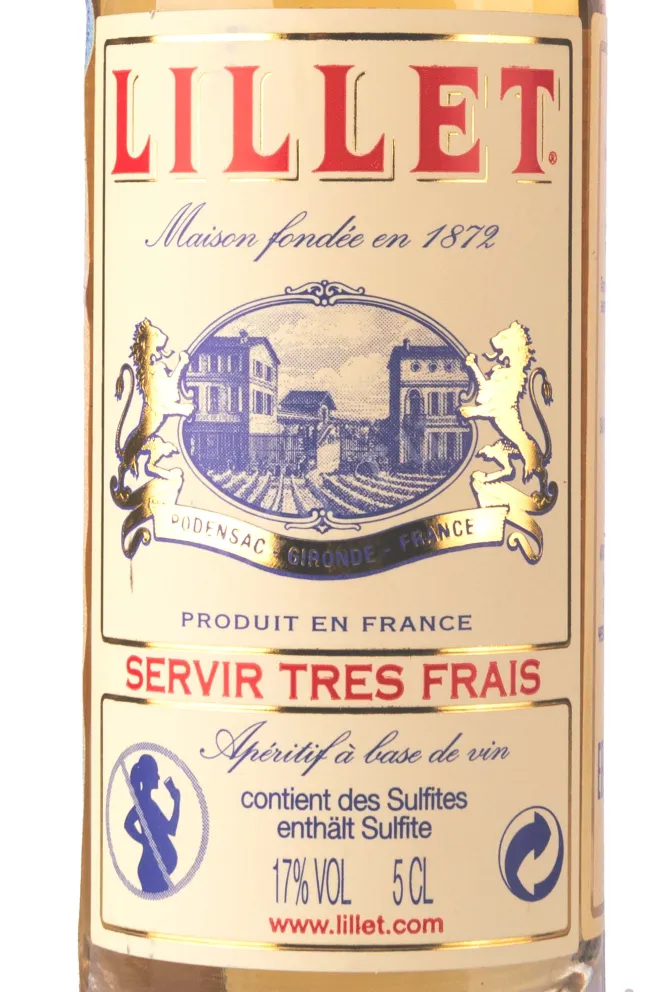 LILLET®
Maison fondée en 1872
PODENSAC - GIRONDE - FRANCE
PRODUIT EN FRANCE
SERVIR TRES FRAIS
Apéritif à base de vin
contient des Sulfites
enthält Sulfite
17% VOL 5 CL
www.lillet.com